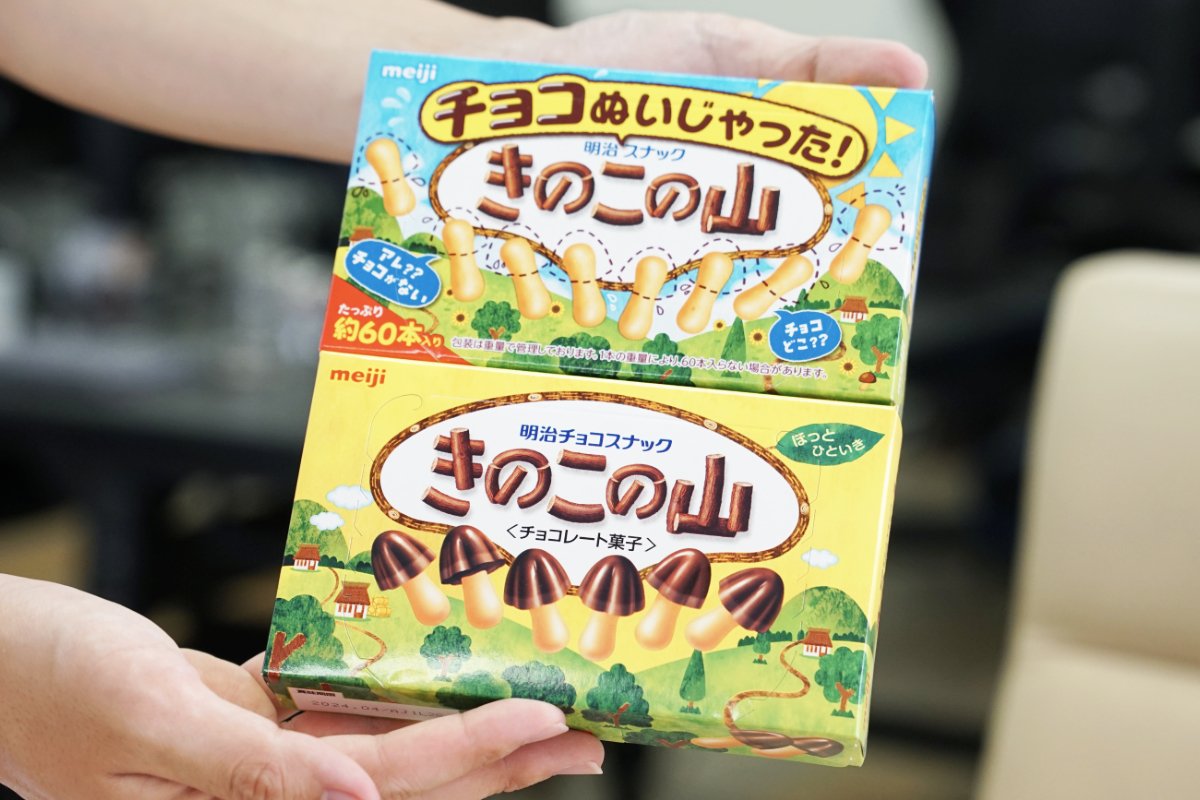 meiji
チョコぬいじゃった!
明治 スナック
きのこの山
アレ??
チョコがない
チョコ
どこ??
たっぷり
約60本入り
包装は重量で管理しております。1本の重量により、60本入らない場合があります。
meiji
明治チョコスナック
きのこの山
〈チョコレート菓子〉
ほっと
ひといき
賞味期限